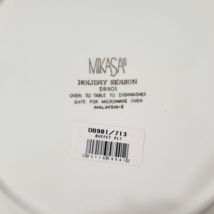 MIKASA®
HOLIDAY SEASON
DB901
OVEN TO TABLE TO DISHWASHER
SAFE FOR MICROWAVE OVEN
MALAYSIA-E
DB901/713
BUFFET PLT